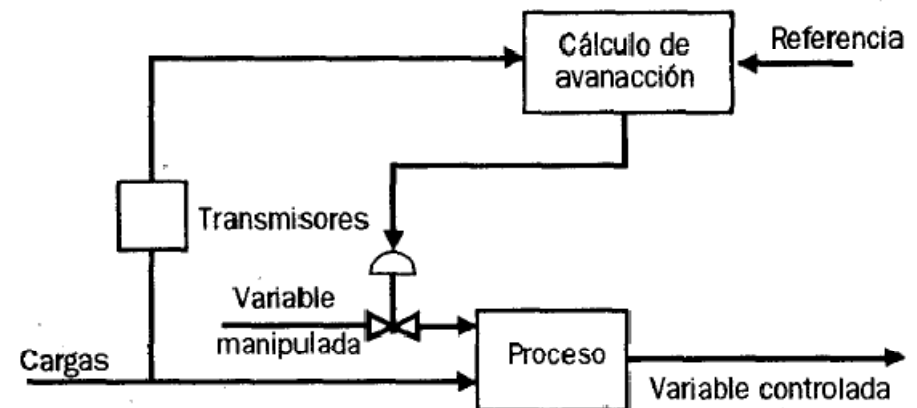 Cálculo de
avanacción
Referencia
Transmisores
Variable
manipulada
Cargas
Proceso
Variable controlada